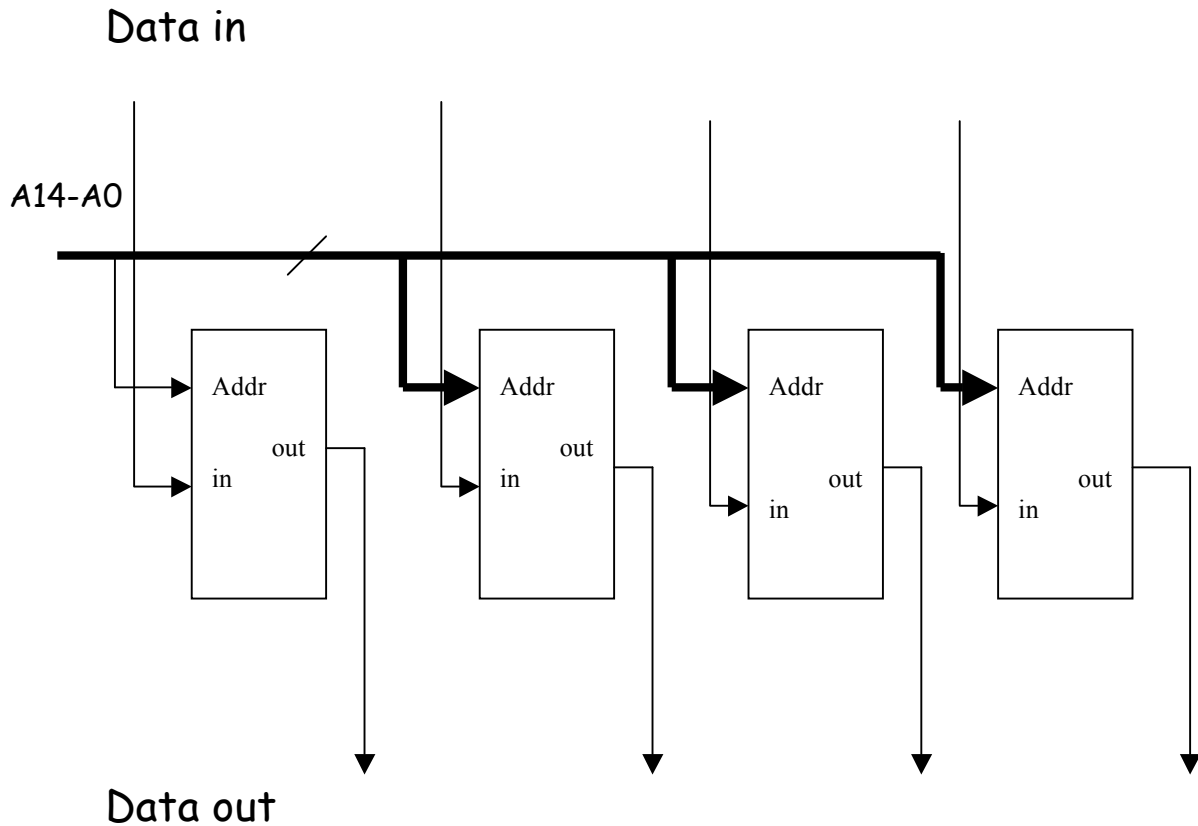 Data in
A14-A0
Addr
out
in
Addr
out
in
Addr
out
in
Addr
out
in
Data out